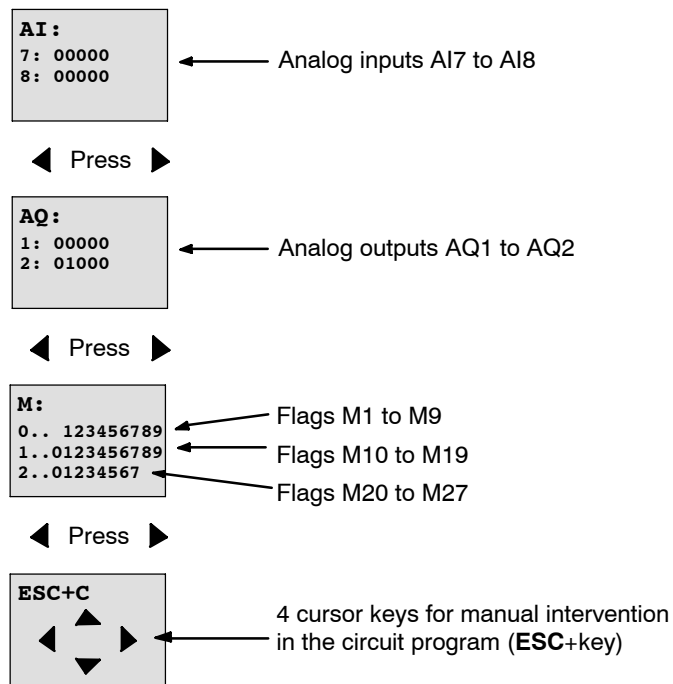 AI:
7: 00000
8: 00000
Analog inputs AI7 to AI8
Press
AQ:
1: 00000
2: 01000
Analog outputs AQ1 to AQ2
Press
M:
0.. 123456789
1..0123456789
2..01234567
Flags M1 to M9
Flags M10 to M19
Flags M20 to M27
Press
ESC+C
4 cursor keys for manual intervention
in the circuit program (ESC+key)